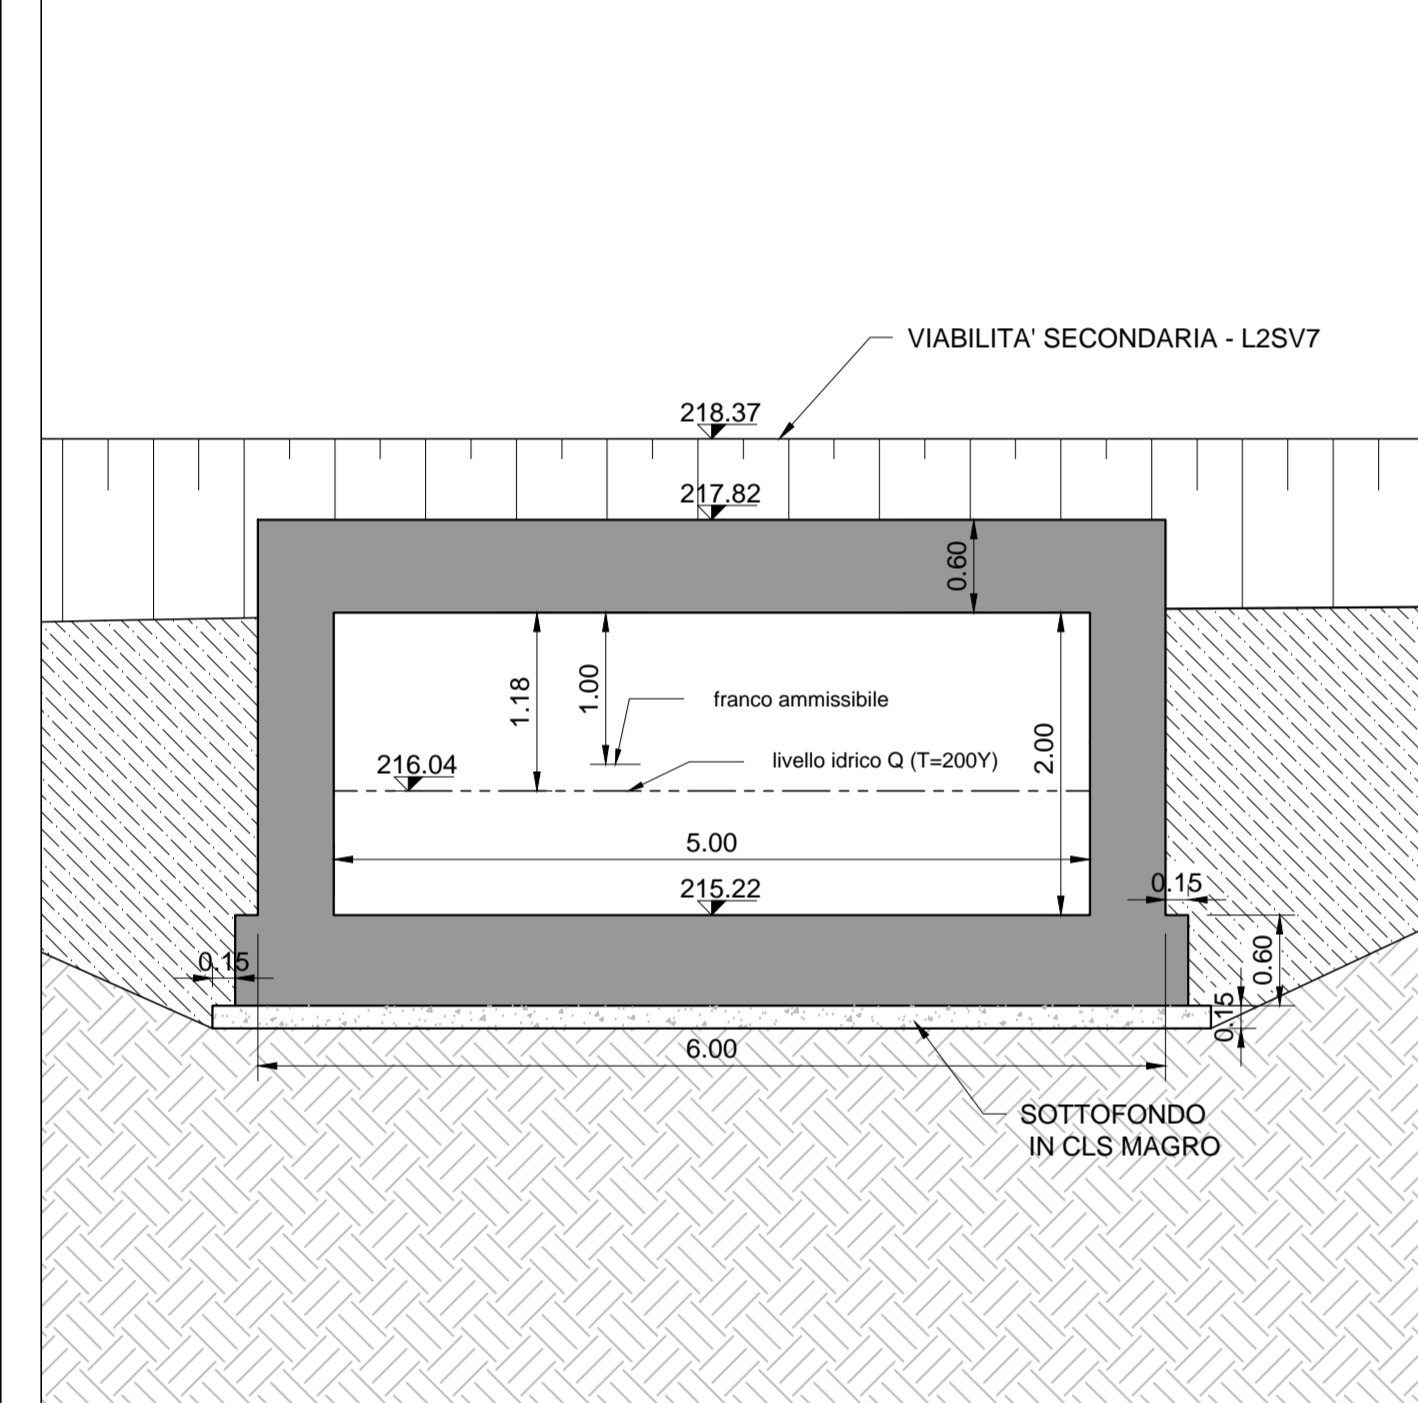 VIABILITA' SECONDARIA - L2SV7
218.37
217.82
0.60
1.18
1.00
franco ammissibile
2.00
livello idrico Q (T=200Y)
216.04
5.00
215.22
0.15
0.15
0.60
0.15
6.00
SOTTOFONDO
IN CLS MAGRO